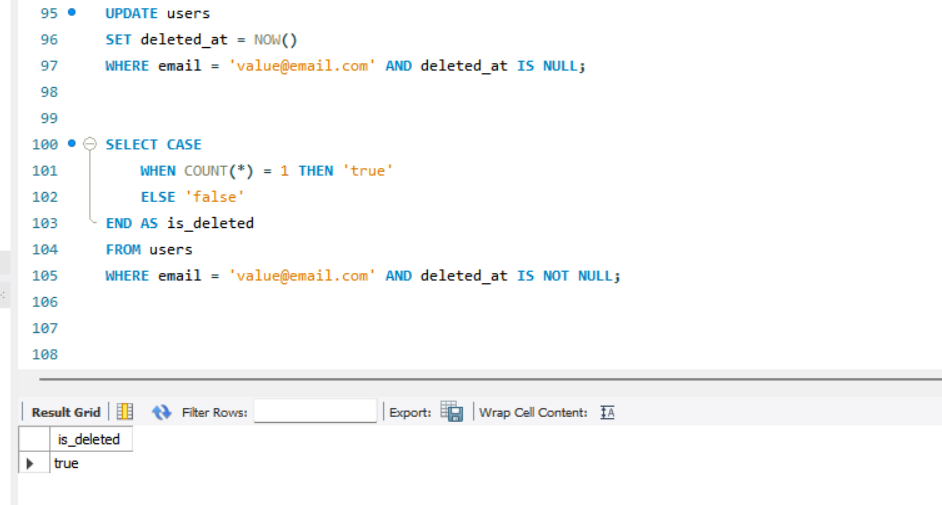 95 UPDATE users
96 SET deleted_at = NOW()
97 WHERE email = 'value@email.com' AND deleted_at IS NULL;
98
99
100 SELECT CASE
101 WHEN COUNT(*) = 1 THEN 'true'
102 ELSE 'false'
103 END AS is_deleted
104 FROM users
105 WHERE email = 'value@email.com' AND deleted_at IS NOT NULL;
106
107
108
Result Grid Filter Rows: Export: Wrap Cell Content: IA
is_deleted
true